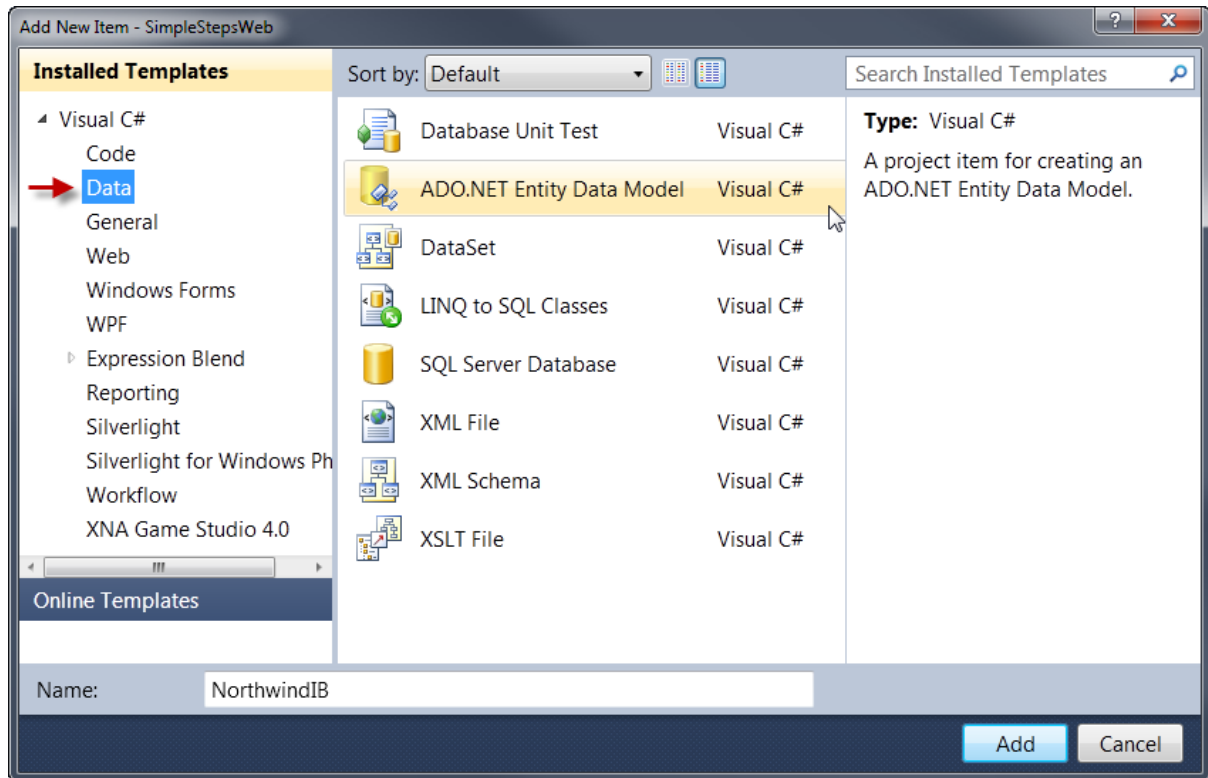 Add New Item - SimpleStepsWeb
Installed Templates
Visual C#
Code
Data
General
Web
Windows Forms
WPF
Expression Blend
Reporting
Silverlight
Silverlight for Windows Ph
Workflow
XNA Game Studio 4.0
Online Templates
Sort by: Default
Database Unit Test Visual C#
ADO.NET Entity Data Model Visual C#
DataSet Visual C#
LINQ to SQL Classes Visual C#
SQL Server Database Visual C#
XML File Visual C#
XML Schema Visual C#
XSLT File Visual C#
Search Installed Templates
Type: Visual C#
A project item for creating an
ADO.NET Entity Data Model.
Name: NorthwindIB
Add Cancel